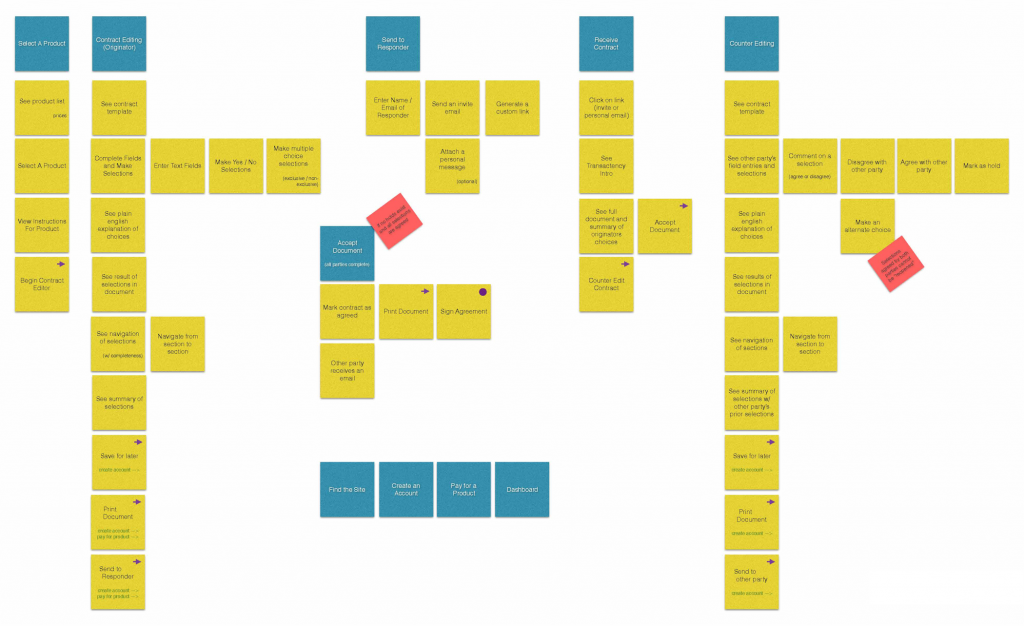 Select A Product
Contract Editing
(Originator)
Send to
Responder
Receive
Contract
Counter Editing
See product list
prices
See contract
template
Enter Name /
Email of
Responder
Send an invite
email
Generate a
custom link
Click on link
(invite or
personal email)
See contract
template
Select A Product
Complete Fields
and Make
Selections
Enter Text Fields
Make Yes / No
Selections
Make multiple
choice
selections
(exclusive / non-
exclusive)
Attach a
personal
message
(optional)
See
Transactency
Intro
See other party's
field entries and
selections
Comment on a
selection
(agree or disagree)
Disagree with
other party
Agree with other
party
Mark as hold
View Instructions
For Product
See plain
english
explanation of
choices
See full
document and
summary of
originators
choices
Accept
Document
See plain
english
explanation of
choices
Make an
alternate choice
Accept
Document
(all parties complete)
Begin Contract
Editor
See result of
selections in
document
Counter Edit
Contract
See results of
selections in
document
Mark contract as
agreed
Print Document
Sign Agreement
See navigation
of selections
(w/ completeness)
Navigate from
section to
section
Other party
receives an
email
See navigation
of selections
Navigate from
section to
section
See summary of
selections
See summary of
selections w/
other party's
prior selections
Save for later
create account -->
Find the Site
Create an
Account
Pay for a
Product
Dashboard
Save for later
create account -->
Print
Document
create account -->
pay for product -->
Print
Document
create account -->
Send to
Responder
create account -->
pay for product -->
Send to
other party
create account -->